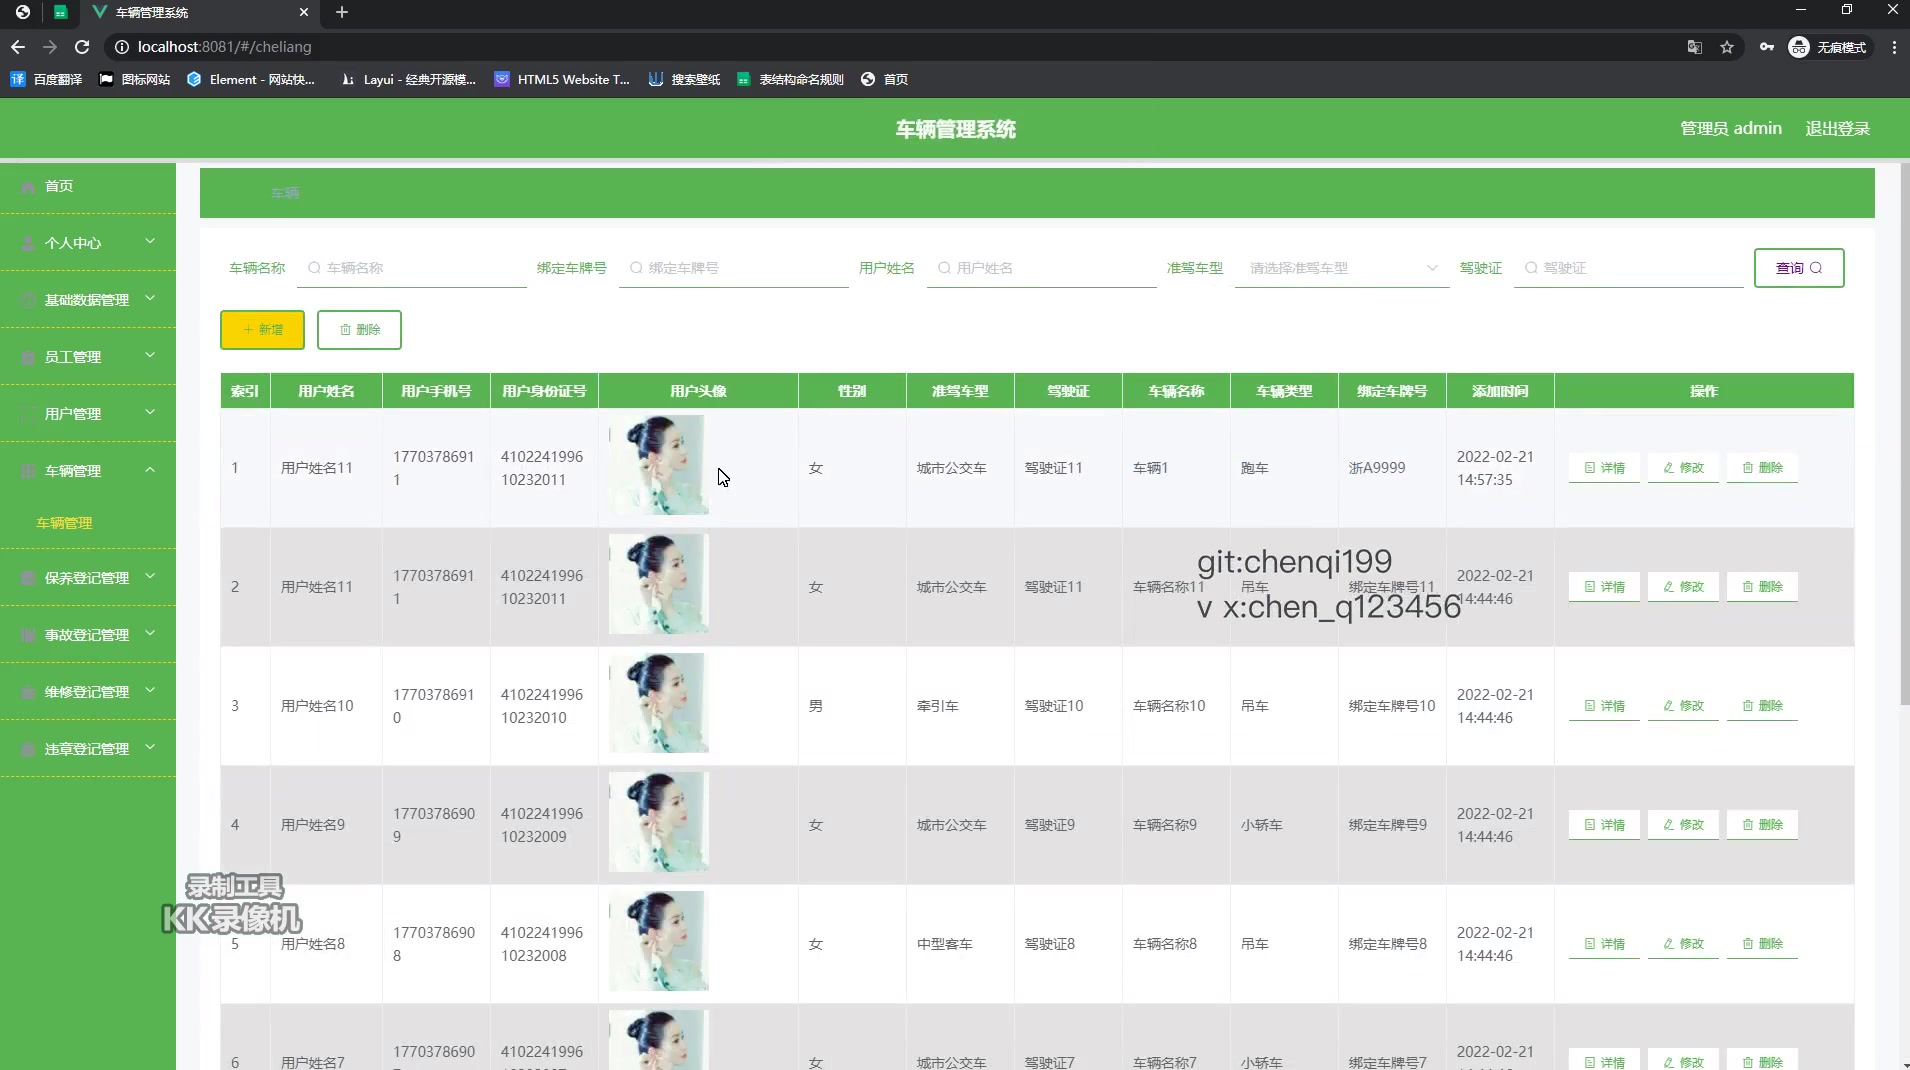 车辆管理系统
localhost:8081/#/cheliang
无痕模式
百度翻译
图标网站
Element - 网站快...
Layui - 经典开源模...
HTML5 Website T...
搜索壁纸
表结构命名规则
首页
车辆管理系统
管理员 admin
退出登录
首页
个人中心
基础数据管理
员工管理
用户管理
车辆管理
车辆管理
保养登记管理
事故登记管理
维修登记管理
违章登记管理
车辆
车辆名称 车辆名称 绑定车牌号 绑定车牌号 用户姓名 用户姓名 准驾车型 请选择准驾车型 驾驶证 驾驶证 查询
新增 删除
索引 用户姓名 用户手机号 用户身份证号 用户头像 性别 准驾车型 驾驶证 车辆名称 车辆类型 绑定车牌号 添加时间 操作
1 用户姓名11 1770378691 4102241996 女 城市公交车 驾驶证11 车辆1 跑车 浙A9999 2022-02-21 详情 修改 删除
1 10232011 14:57:35
2 用户姓名11 1770378691 4102241996 女 城市公交车 驾驶证11 车辆名称11 吊车 绑定车牌号11 2022-02-21 详情 修改 删除
1 10232011 14:44:46
git:chenqi199
v x:chen_q123456
3 用户姓名10 1770378691 4102241996 男 牵引车 驾驶证10 车辆名称10 吊车 绑定车牌号10 2022-02-21 详情 修改 删除
0 10232010 14:44:46
4 用户姓名9 1770378690 4102241996 女 城市公交车 驾驶证9 车辆名称9 小轿车 绑定车牌号9 2022-02-21 详情 修改 删除
9 10232009 14:44:46
录制工具
KK录像机
5 用户姓名8 1770378690 4102241996 女 中型客车 驾驶证8 车辆名称8 吊车 绑定车牌号8 2022-02-21 详情 修改 删除
8 10232008 14:44:46
6 用户姓名7 1770378690 4102241996 女 城市公交车 驾驶证7 车辆名称7 小轿车 绑定车牌号7 2022-02-21 详情 修改 删除